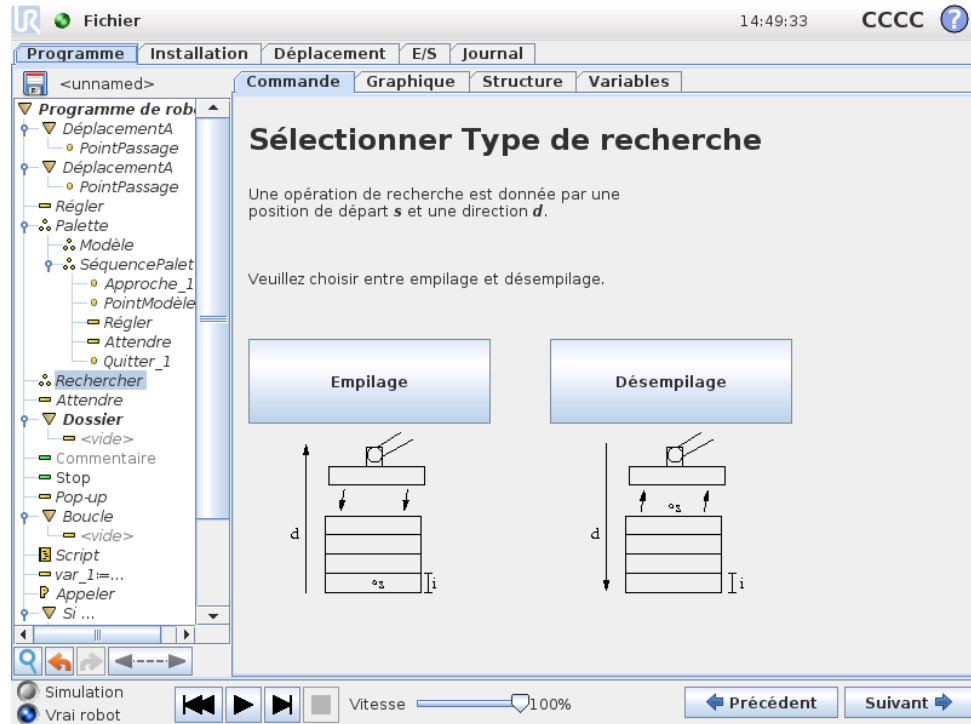 UR Fichier 14:49:33 CCCC ?
Programme Installation Déplacement E/S Journal
<unnamed>
Commande Graphique Structure Variables
Programme de rob
DéplacementA
PointPassage
DéplacementA
PointPassage
Régler
Palette
Modèle
SéquencePalet
Approche_1
PointModèle
Régler
Attendre
Quitter_1
Rechercher
Attendre
Dossier
<vide>
Commentaire
Stop
Pop-up
Boucle
<vide>
Script
var_1:=...
Appeler
Si ...
Sélectionner Type de recherche
Une opération de recherche est donnée par une
position de départ s et une direction d.
Veuillez choisir entre empilage et désempilage.
Empilage Désempilage
d s i
d s i
Simulation
Vrai robot
Vitesse 100%
Précédent Suivant